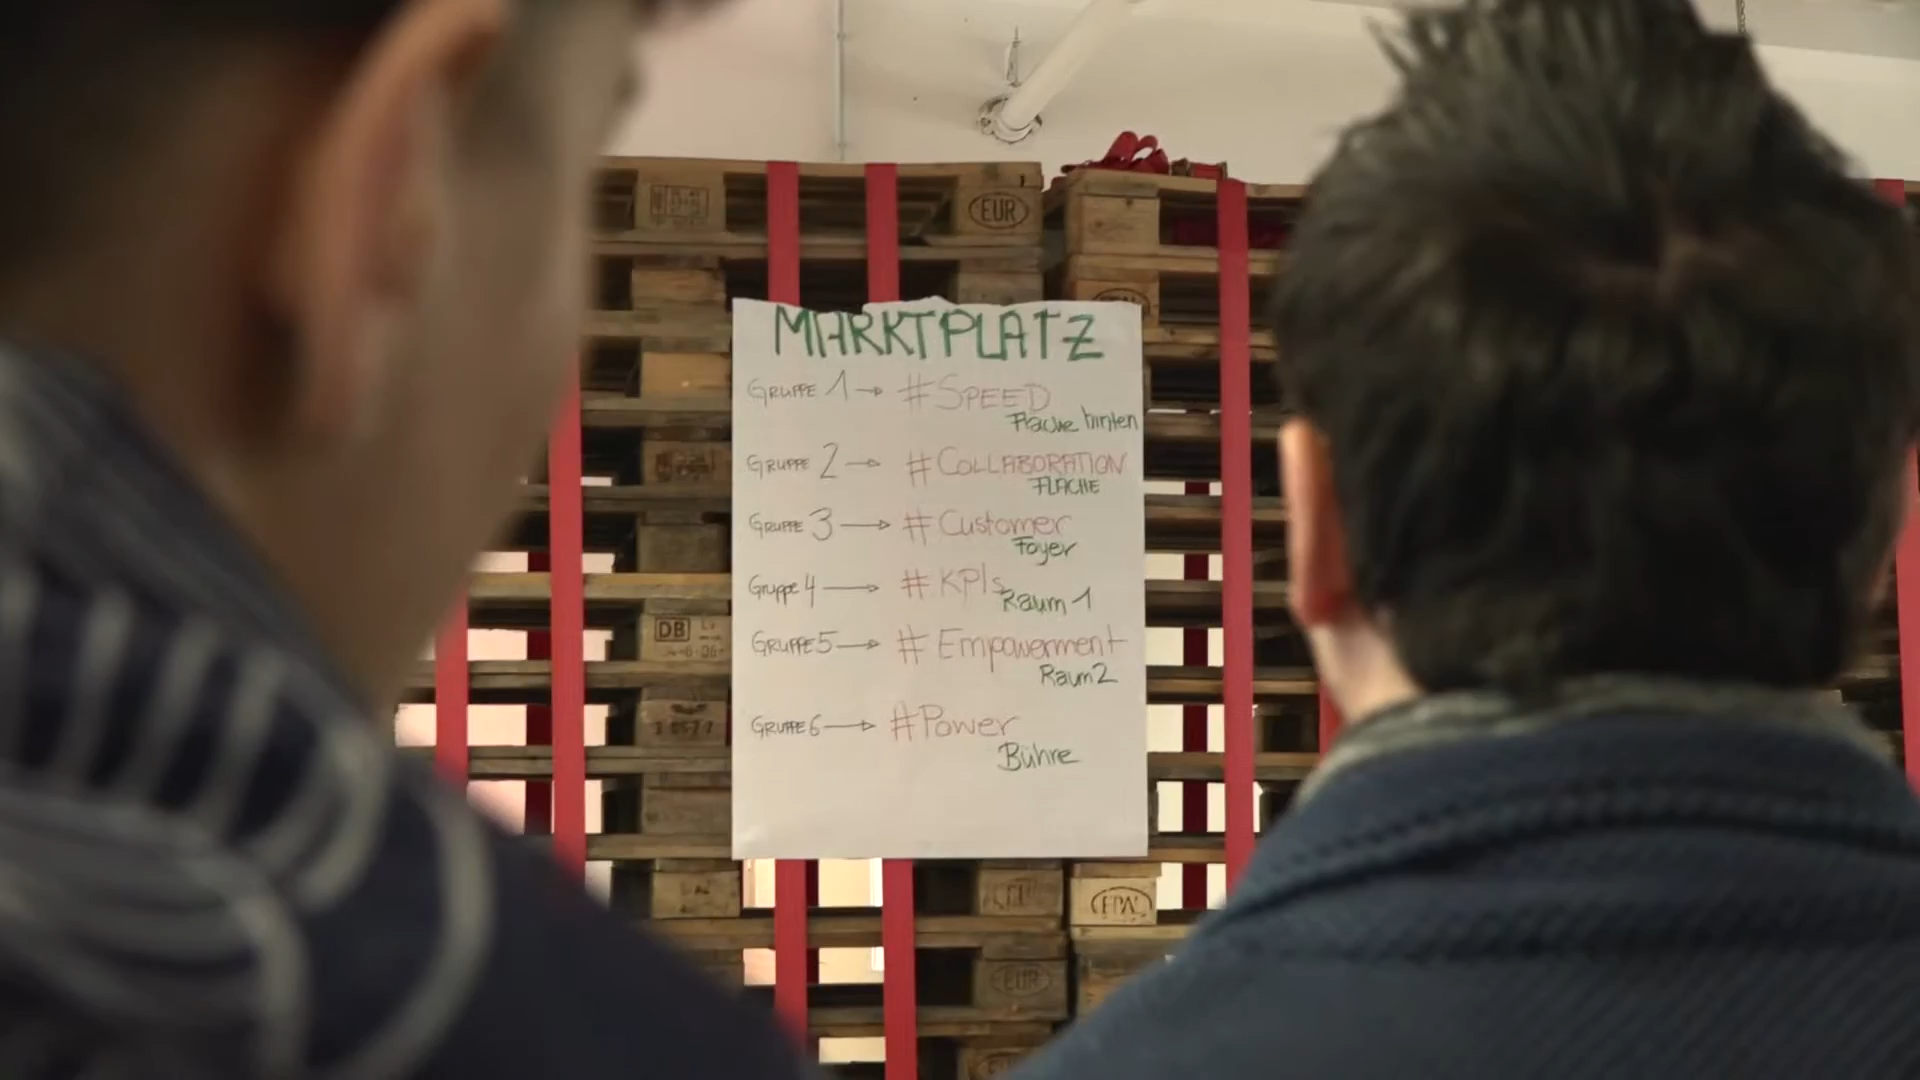 EUR
MARKTPLATZ
GRUPPE 1 → #SPEED
Fläche hinten
GRUPPE 2 → #COLLABORATION
FLÄCHE
GRUPPE 3 → #Customer
Foyer
Gruppe 4 → #KPIs
Raum 1
GRUPPE 5 → #Empowerment
Raum 2
GRUPPE 6 → #Power
Bühne
DB
EPAL
EUR